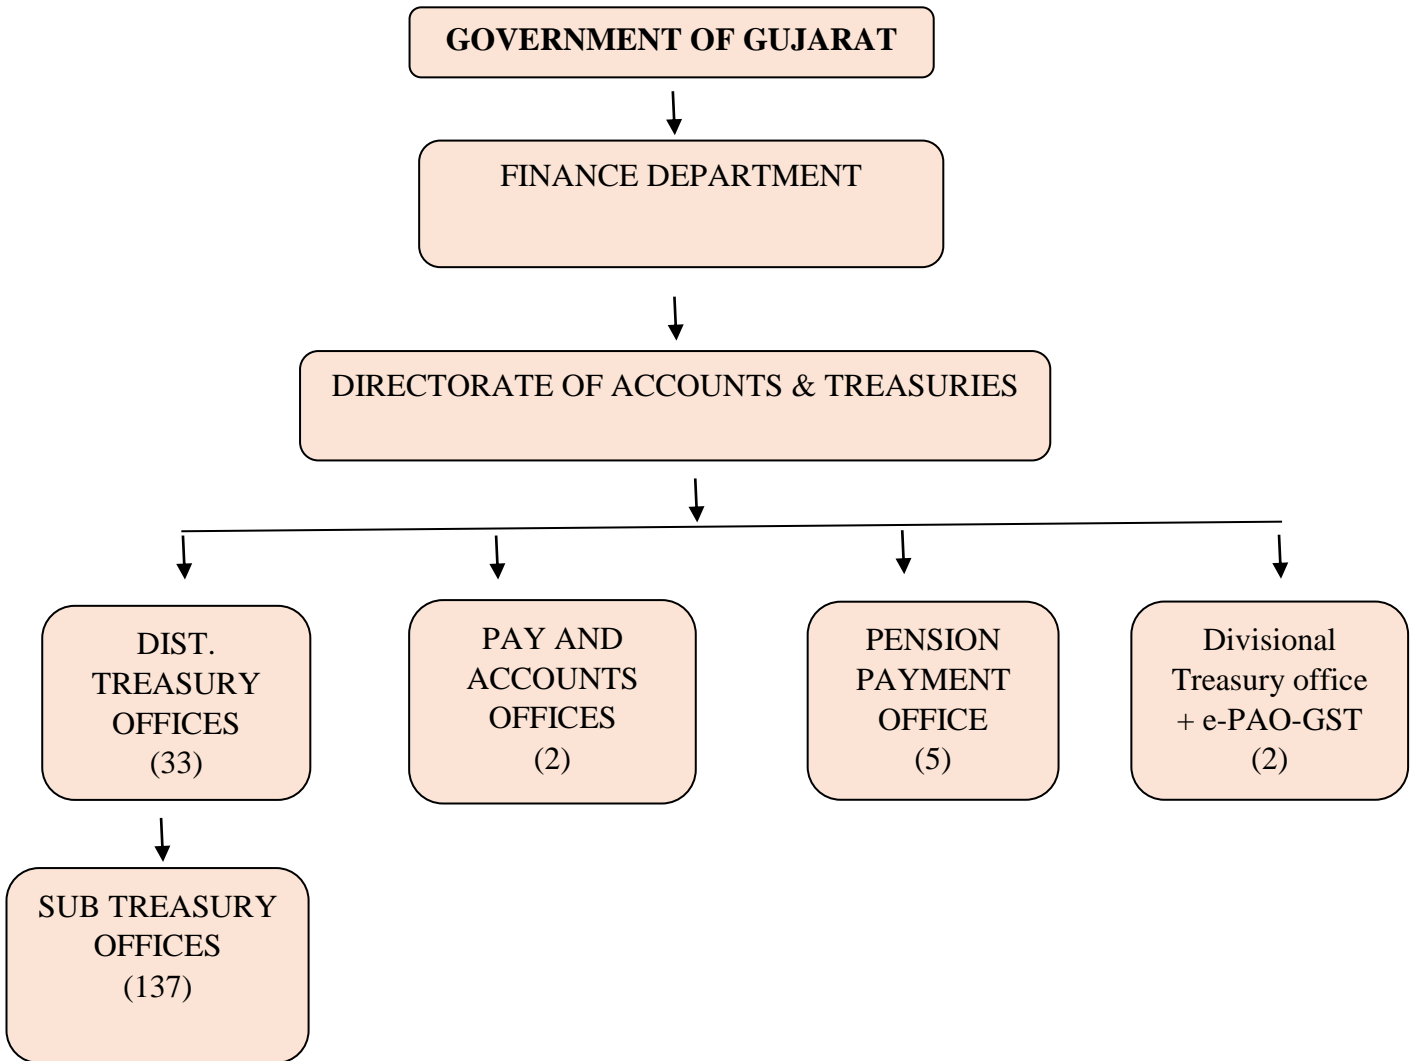 GOVERNMENT OF GUJARAT
FINANCE DEPARTMENT
DIRECTORATE OF ACCOUNTS & TREASURIES
DIST.
TREASURY
OFFICES
(33)
PAY AND
ACCOUNTS
OFFICES
(2)
PENSION
PAYMENT
OFFICE
(5)
Divisional
Treasury office
+ e-PAO-GST
(2)
SUB TREASURY
OFFICES
(137)